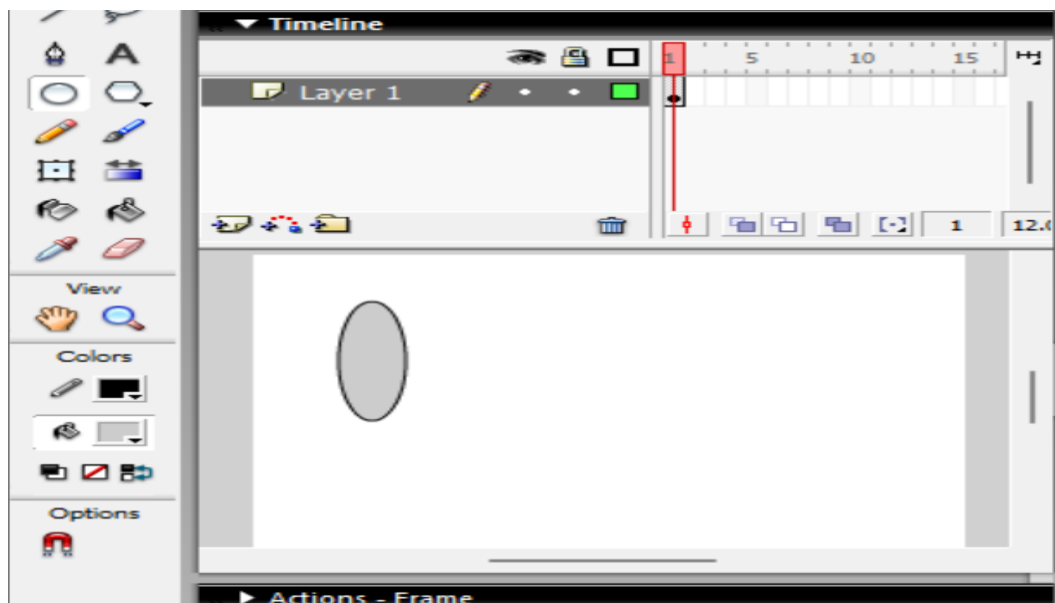 Timeline
A
1 5 10 15
Layer 1
1 12.0
View
Colors
Options
Actions - Frame